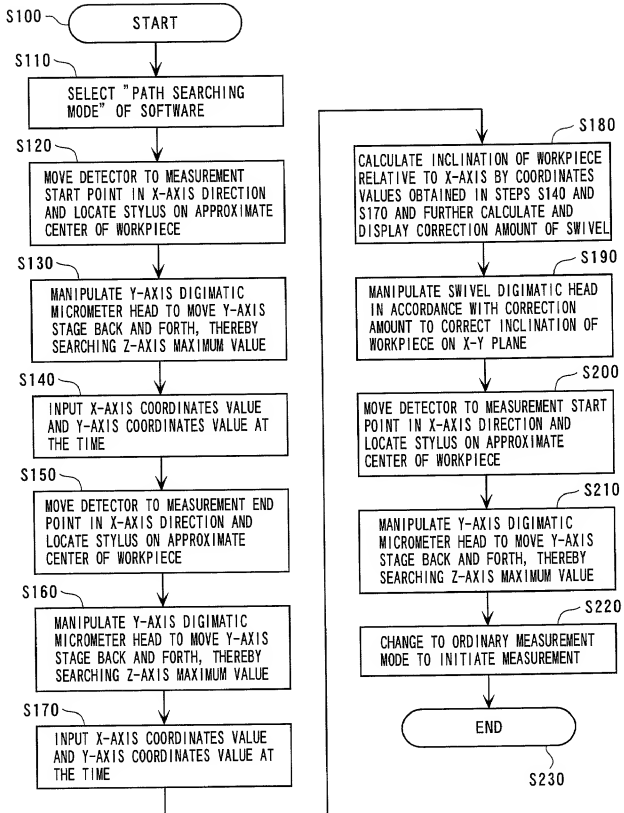 S100
START
S110
SELECT "PATH SEARCHING
MODE" OF SOFTWARE
S120
MOVE DETECTOR TO MEASUREMENT
START POINT IN X-AXIS DIRECTION
AND LOCATE STYLUS ON APPROXIMATE
CENTER OF WORKPIECE
S130
MANIPULATE Y-AXIS DIGIMATIC
MICROMETER HEAD TO MOVE Y-AXIS
STAGE BACK AND FORTH, THEREBY
SEARCHING Z-AXIS MAXIMUM VALUE
S140
INPUT X-AXIS COORDINATES VALUE
AND Y-AXIS COORDINATES VALUE AT
THE TIME
S150
MOVE DETECTOR TO MEASUREMENT END
POINT IN X-AXIS DIRECTION AND
LOCATE STYLUS ON APPROXIMATE
CENTER OF WORKPIECE
S160
MANIPULATE Y-AXIS DIGIMATIC
MICROMETER HEAD TO MOVE Y-AXIS
STAGE BACK AND FORTH, THEREBY
SEARCHING Z-AXIS MAXIMUM VALUE
S170
INPUT X-AXIS COORDINATES VALUE
AND Y-AXIS COORDINATES VALUE AT
THE TIME
S180
CALCULATE INCLINATION OF WORKPIECE
RELATIVE TO X-AXIS BY COORDINATES
VALUES OBTAINED IN STEPS S140 AND
S170 AND FURTHER CALCULATE AND
DISPLAY CORRECTION AMOUNT OF SWIVEL
S190
MANIPULATE SWIVEL DIGIMATIC HEAD
IN ACCORDANCE WITH CORRECTION
AMOUNT TO CORRECT INCLINATION OF
WORKPIECE ON X-Y PLANE
S200
MOVE DETECTOR TO MEASUREMENT START
POINT IN X-AXIS DIRECTION AND
LOCATE STYLUS ON APPROXIMATE
CENTER OF WORKPIECE
S210
MANIPULATE Y-AXIS DIGIMATIC
MICROMETER HEAD TO MOVE Y-AXIS
STAGE BACK AND FORTH, THEREBY
SEARCHING Z-AXIS MAXIMUM VALUE
S220
CHANGE TO ORDINARY MEASUREMENT
MODE TO INITIATE MEASUREMENT
END
S230